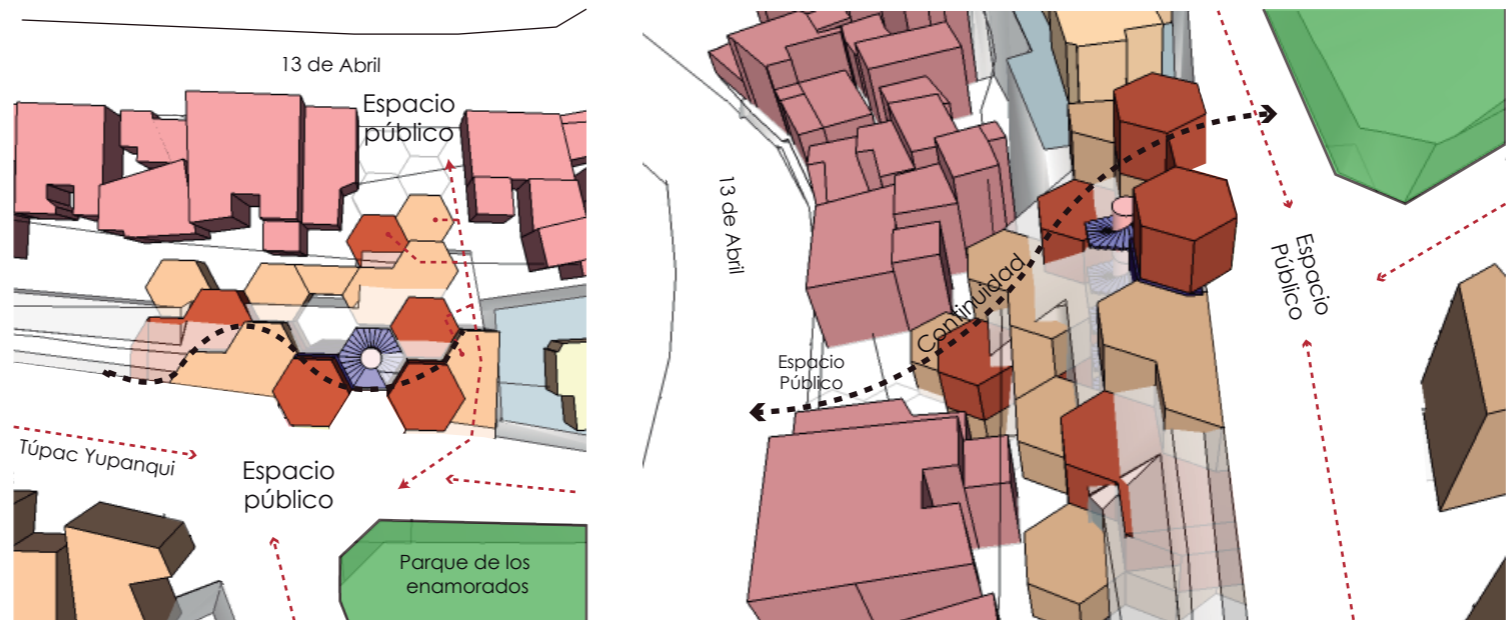 13 de Abril
Espacio
público
Túpac Yupanqui
Espacio
público
Parque de los
enamorados
13 de Abril
Continuidad
Espacio
Público
Espacio
Público